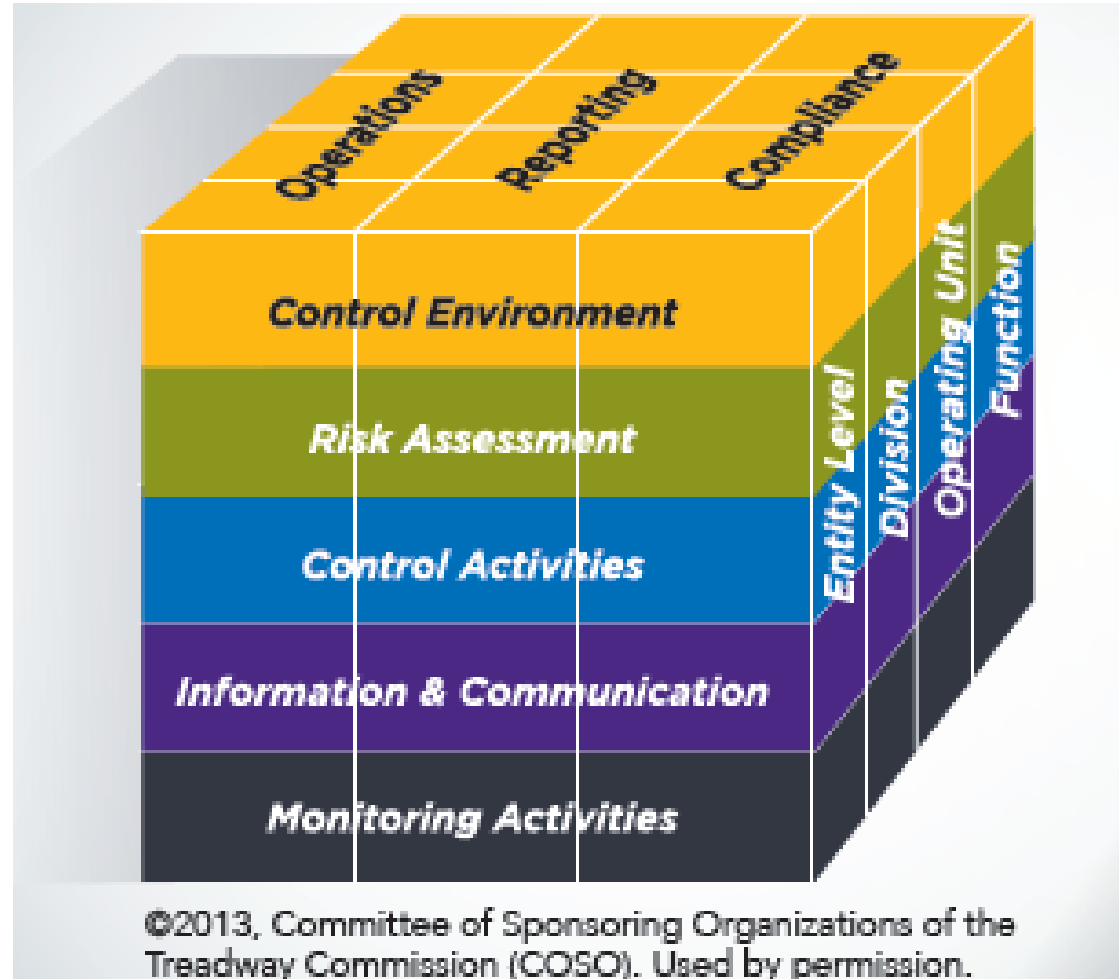 Operations
Reporting
Compliance
Control Environment
Risk Assessment
Control Activities
Information & Communication
Monitoring Activities
Entity Level
Division
Operating Unit
Function
©2013, Committee of Sponsoring Organizations of the
Treadway Commission (COSO). Used by permission.